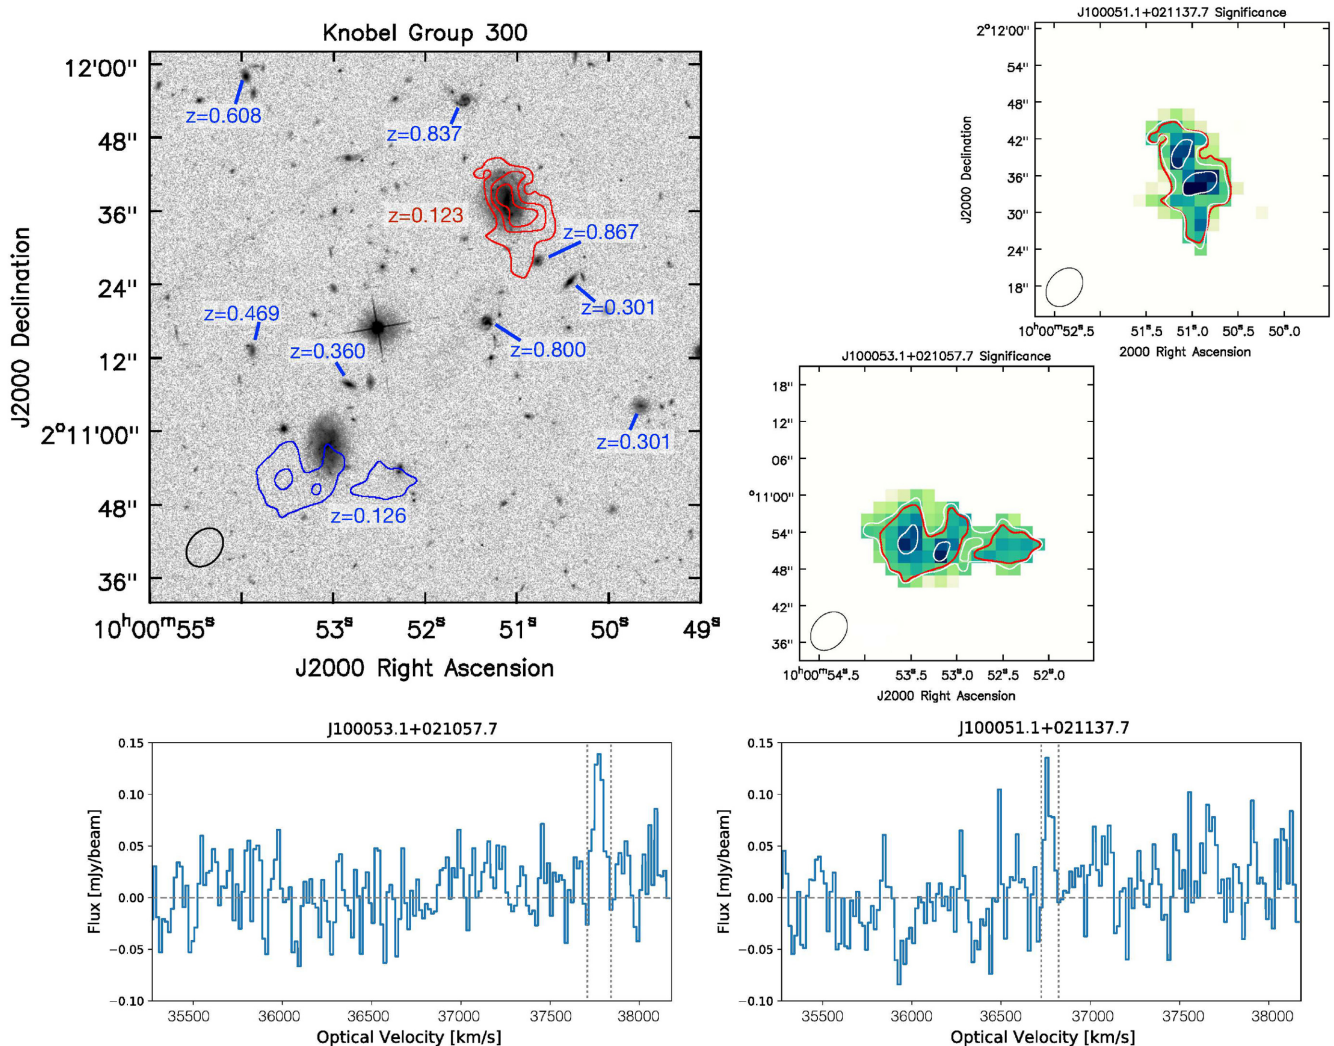 Knobel Group 300
12'00"
48"
36"
24"
12"
2°11'00"
48"
36"
J2000 Declination
z=0.608
z=0.837
z=0.123
z=0.867
z=0.301
z=0.469
z=0.360
z=0.800
z=0.301
z=0.126
10ʰ00ᵐ55ˢ
53ˢ
52ˢ
51ˢ
50ˢ
49ˢ
J2000 Right Ascension
J100051.1+021137.7 Significance
2°12'00"
54"
48"
42"
36"
30"
24"
18"
J2000 Declination
10ʰ00ᵐ52ˢ.5
51ˢ.5
51ˢ.0
50ˢ.5
50ˢ.0
2000 Right Ascension
J100053.1+021057.7 Significance
18"
12"
06"
°11'00"
54"
48"
42"
36"
10ʰ00ᵐ54ˢ.5
53ˢ.5
53ˢ.0
52ˢ.5
52ˢ.0
J2000 Right Ascension
J100053.1+021057.7
0.15
0.10
0.05
0.00
−0.05
−0.10
Flux [mJy/beam]
35500
36000
36500
37000
37500
38000
Optical Velocity [km/s]
J100051.1+021137.7
0.15
0.10
0.05
0.00
−0.05
−0.10
Flux [mJy/beam]
35500
36000
36500
37000
37500
38000
Optical Velocity [km/s]